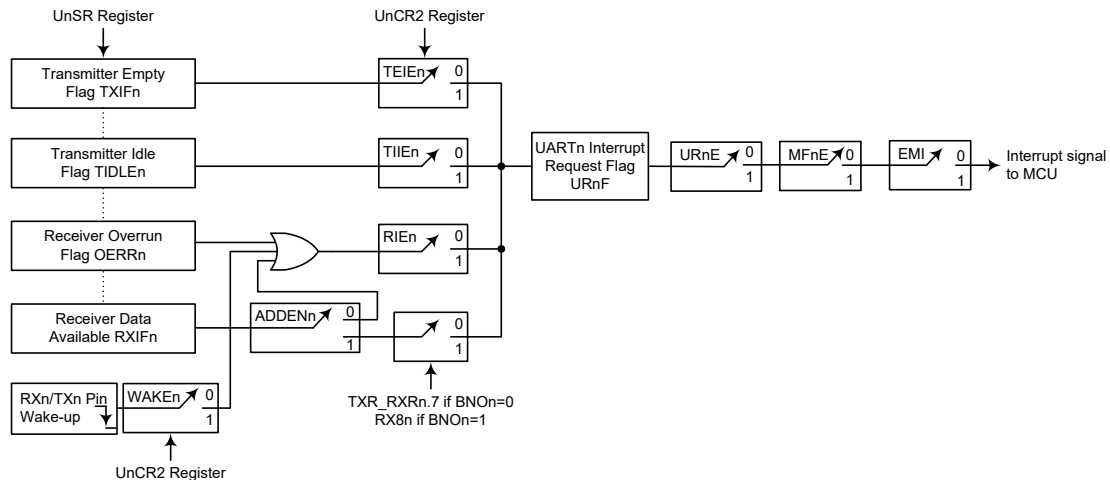 UnSR Register
UnCR2 Register
Transmitter Empty
Flag TXIFn
TEIEn
0
1
Transmitter Idle
Flag TIDLEn
TIIEn
0
1
UARTn Interrupt
Request Flag
URnF
URnE
0
1
MFnE
0
1
EMI
0
1
Interrupt signal
to MCU
Receiver Overrun
Flag OERRn
RIEn
0
1
Receiver Data
Available RXIFn
ADDENn
0
1
0
1
RXn/TXn Pin
Wake-up
WAKEn
0
1
TXR_RXRn.7 if BNOn=0
RX8n if BNOn=1
UnCR2 Register